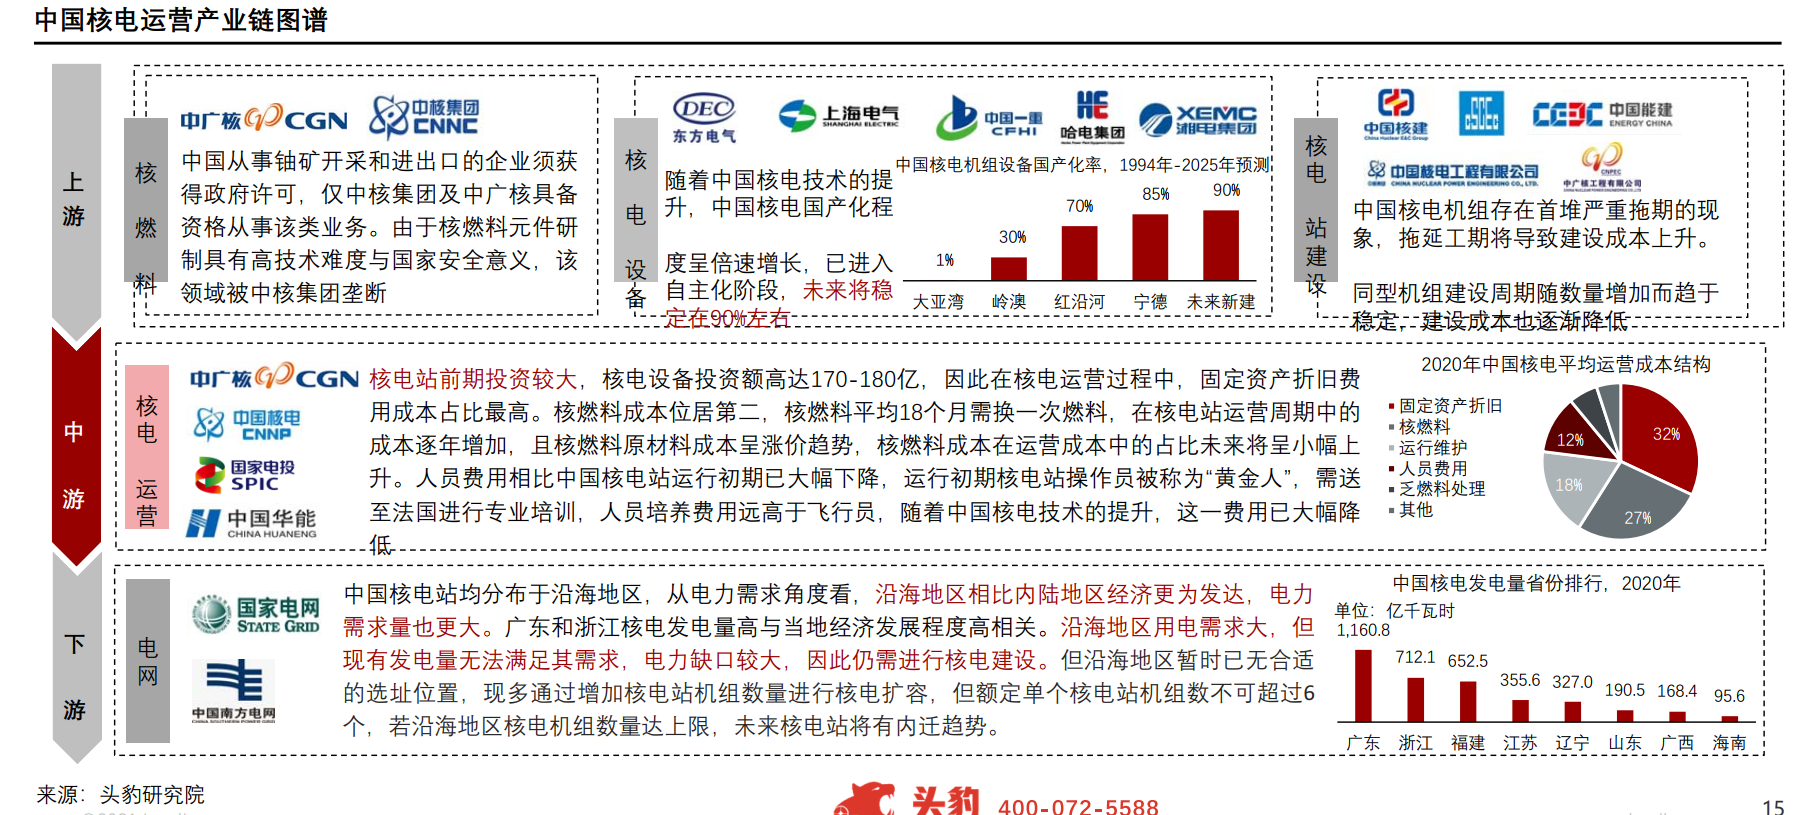 中国核电运营产业链图谱
上
游
核
燃
料
中广核 CGN
中核集团
CNNC
中国从事铀矿开采和进出口的企业须获
得政府许可，仅中核集团及中广核具备
资格从事该类业务。由于核燃料元件研
制具有高技术难度与国家安全意义，该
领域被中核集团垄断
核
电
设
备
DEC
东方电气
上海电气
SHANGHAI ELECTRIC
中国一重
CFHI
哈电集团
XEMC
湘电集团
随着中国核电技术的提
升，中国核电国产化程
度呈倍速增长，已进入
自主化阶段，未来将稳
定在90%左右
中国核电机组设备国产化率，1994年-2025年预测
1%
30%
70%
85%
90%
大亚湾
岭澳
红沿河
宁德
未来新建
核
电
站
建
设
中国核建
China Nuclear E&C Group
CSCEC
CEEC 中国能建
ENERGY CHINA
中国核电工程有限公司
CHINA NUCLEAR POWER ENGINEERING CO., LTD.
CNPEC
中广核工程有限公司
中国核电机组存在首堆严重拖期的现
象，拖延工期将导致建设成本上升。
同型机组建设周期随数量增加而趋于
稳定，建设成本也逐渐降低
中
游
核
电
运
营
中广核 CGN
中国核电
CNNP
国家电投
SPIC
中国华能
CHINA HUANENG
核电站前期投资较大，核电设备投资额高达170-180亿，因此在核电运营过程中，固定资产折旧费
用成本占比最高。核燃料成本位居第二，核燃料平均18个月需换一次燃料，在核电站运营周期中的
成本逐年增加，且核燃料原材料成本呈涨价趋势，核燃料成本在运营成本中的占比未来将呈小幅上
升。人员费用相比中国核电站运行初期已大幅下降，运行初期核电站操作员被称为“黄金人”，需送
至法国进行专业培训，人员培养费用远高于飞行员，随着中国核电技术的提升，这一费用已大幅降
低
2020年中国核电平均运营成本结构
固定资产折旧
核燃料
运行维护
人员费用
乏燃料处理
其他
32%
27%
18%
12%
下
游
电
网
国家电网
STATE GRID
中国南方电网
CHINA SOUTHERN POWER GRID
中国核电站均分布于沿海地区，从电力需求角度看，沿海地区相比内陆地区经济更为发达，电力
需求量也更大。广东和浙江核电发电量高与当地经济发展程度高相关。沿海地区用电需求大，但
现有发电量无法满足其需求，电力缺口较大，因此仍需进行核电建设。但沿海地区暂时已无合适
的选址位置，现多通过增加核电站机组数量进行核电扩容，但额定单个核电站机组数不可超过6
个，若沿海地区核电机组数量达上限，未来核电站将有内迁趋势。
中国核电发电量省份排行，2020年
单位：亿千瓦时
1,160.8
712.1
652.5
355.6
327.0
190.5
168.4
95.6
广东
浙江
福建
江苏
辽宁
山东
广西
海南
来源：头豹研究院
头豹
400-072-5588
15